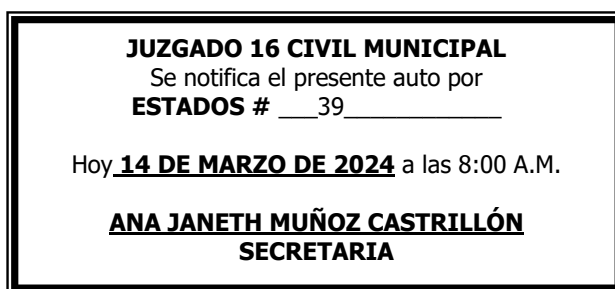 JUZGADO 16 CIVIL MUNICIPAL
Se notifica el presente auto por
ESTADOS # ___39_____________
Hoy 14 DE MARZO DE 2024 a las 8:00 A.M.
ANA JANETH MUÑOZ CASTRILLÓN
SECRETARIA